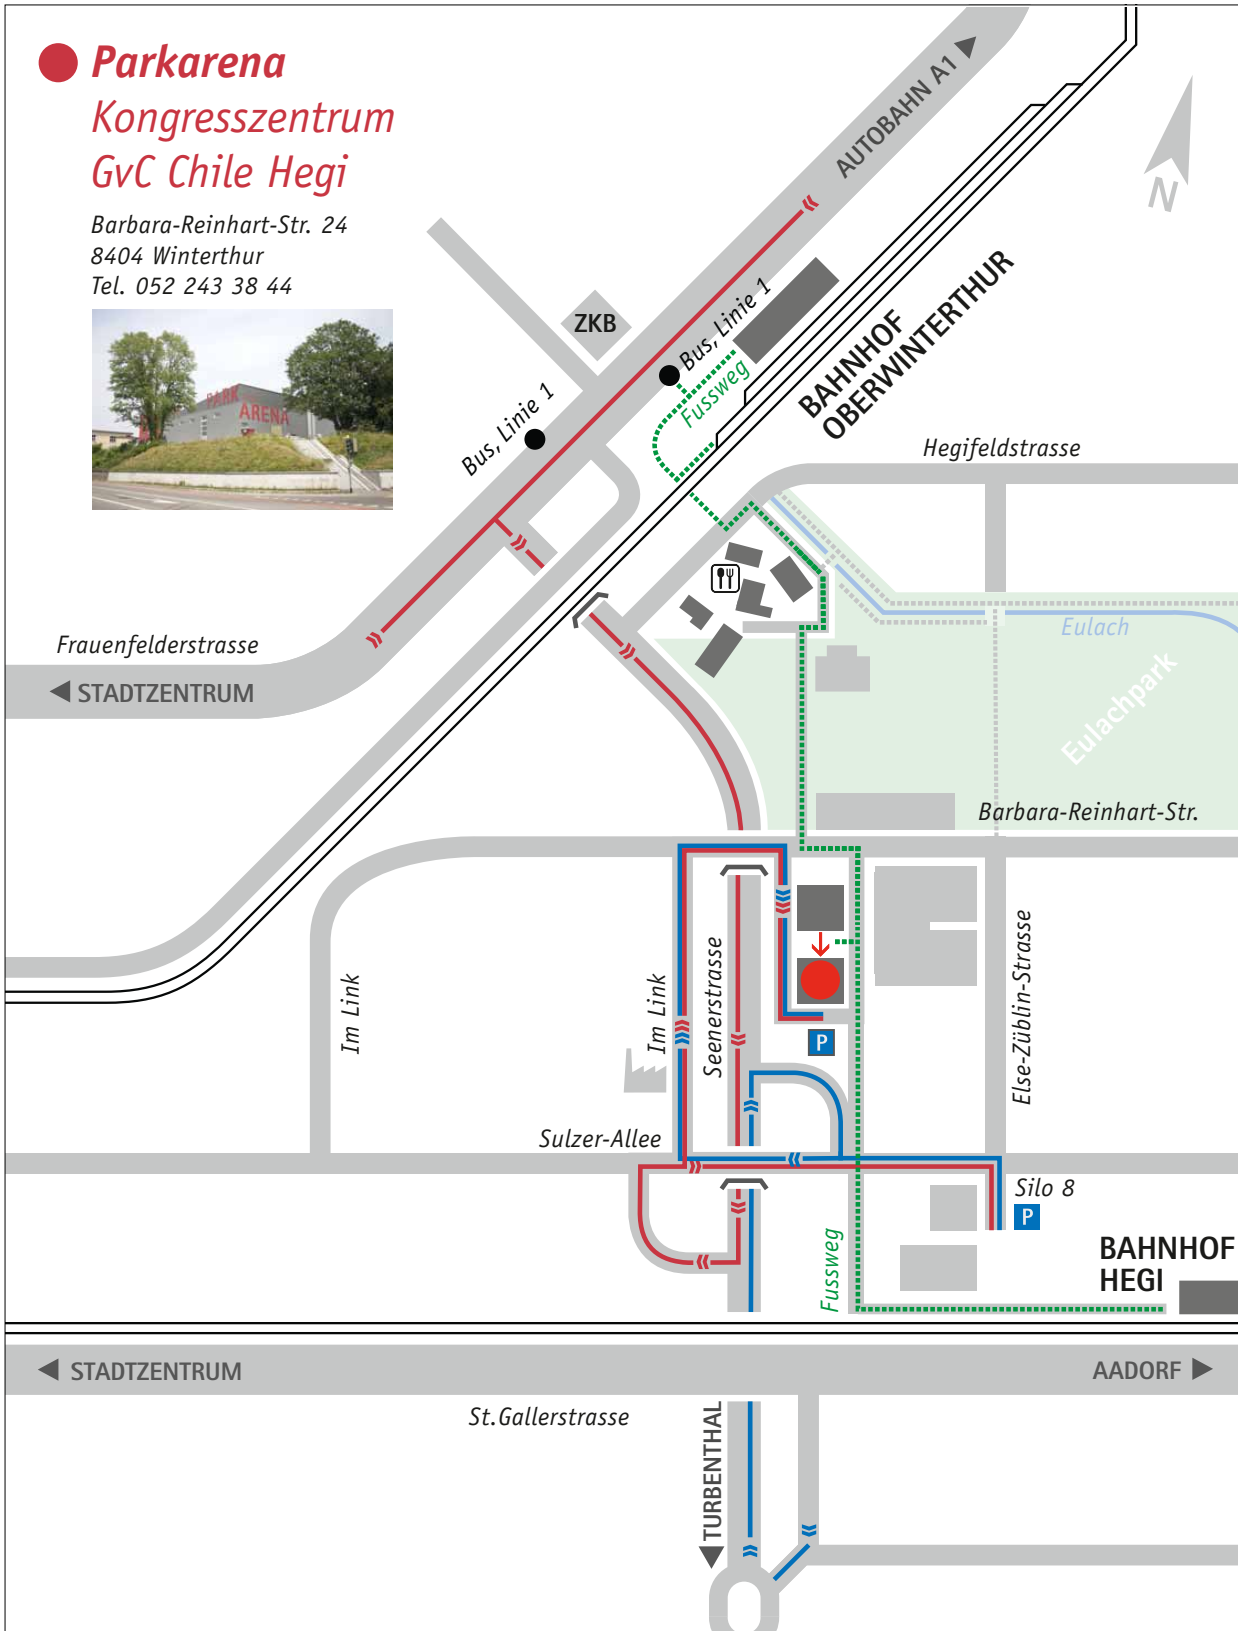 Parkarena
Kongresszentrum
GvC Chile Hegi
Barbara-Reinhart-Str. 24
8404 Winterthur
Tel. 052 243 38 44
PARK
ARENA
AUTOBAHN A1
N
ZKB
Bus, Linie 1
Bus, Linie 1
Fussweg
BAHNHOF
OBERWINTERTHUR
Hegifeldstrasse
Frauenfelderstrasse
STADTZENTRUM
Eulach
Eulachpark
Barbara-Reinhart-Str.
Im Link
Im Link
Seenerstrasse
Else-Züblin-Strasse
P
Sulzer-Allee
Silo 8
P
Fussweg
BAHNHOF
HEGI
STADTZENTRUM
AADORF
St.Gallerstrasse
TURBENTHAL